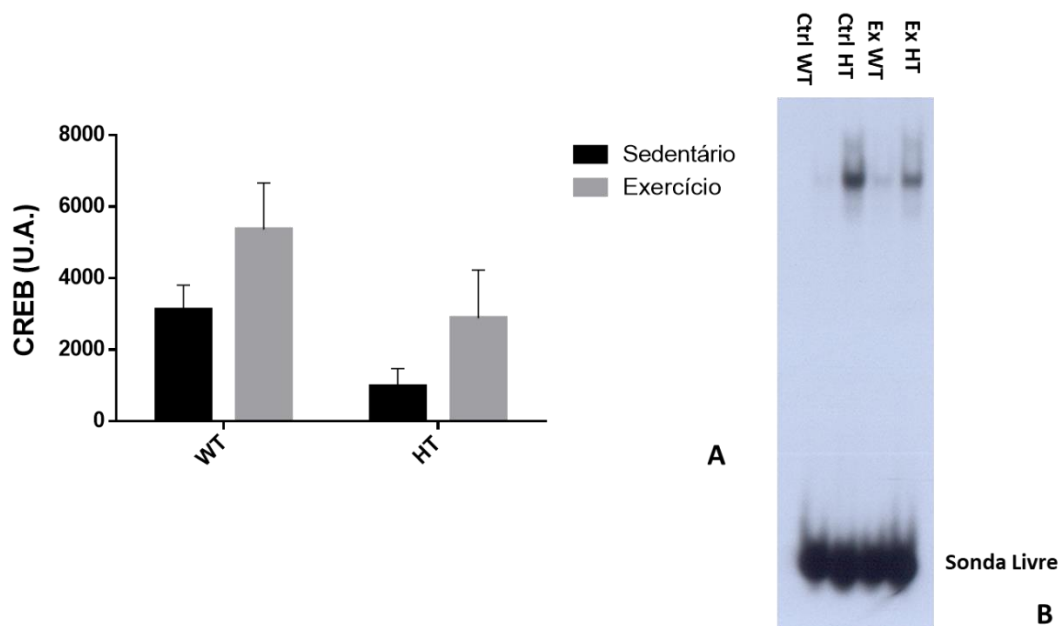 8000
6000
4000
2000
0
CREB (U.A.)
WT
HT
Sedentário
Exercício
A
Ctrl WT
Ctrl HT
Ex WT
Ex HT
Sonda Livre
B